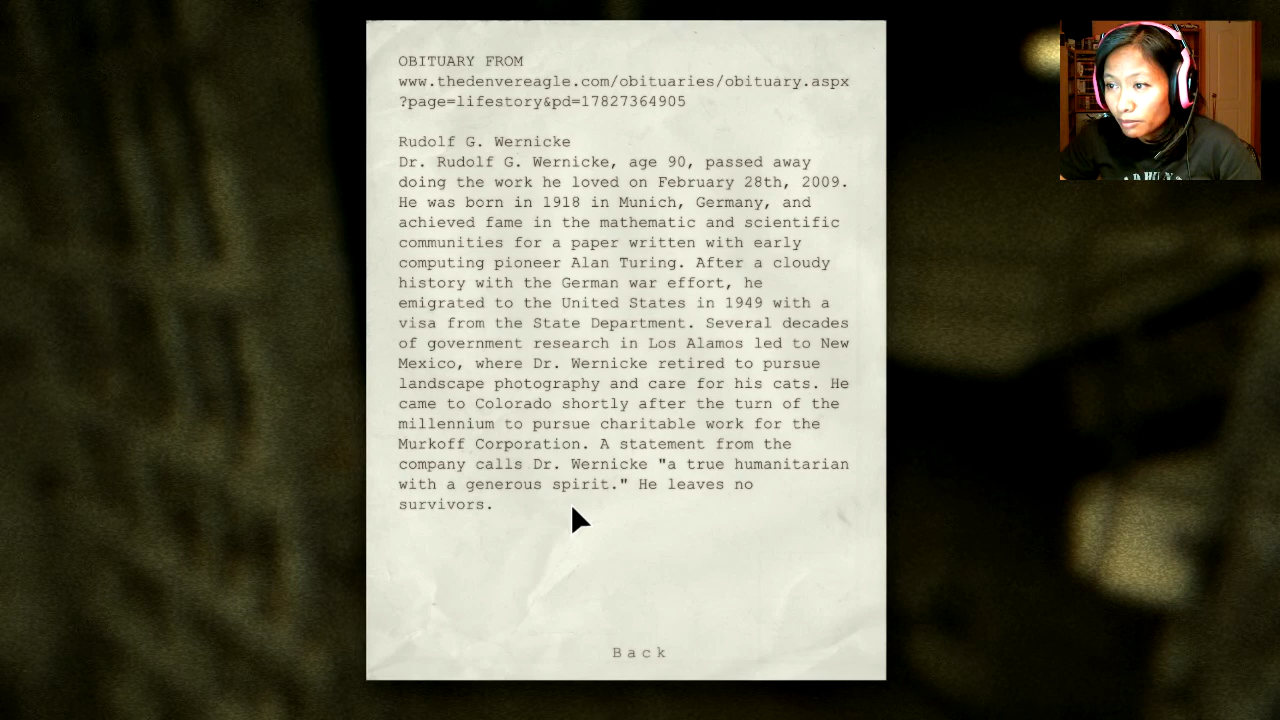 OBITUARY FROM
www.thedenvereagle.com/obituaries/obituary.aspx
?page=lifestory&pd=17827364905
Rudolf G. Wernicke
Dr. Rudolf G. Wernicke, age 90, passed away
doing the work he loved on February 28th, 2009.
He was born in 1918 in Munich, Germany, and
achieved fame in the mathematic and scientific
communities for a paper written with early
computing pioneer Alan Turing. After a cloudy
history with the German war effort, he
emigrated to the United States in 1949 with a
visa from the State Department. Several decades
of government research in Los Alamos led to New
Mexico, where Dr. Wernicke retired to pursue
landscape photography and care for his cats. He
came to Colorado shortly after the turn of the
millennium to pursue charitable work for the
Murkoff Corporation. A statement from the
company calls Dr. Wernicke "a true humanitarian
with a generous spirit." He leaves no
survivors.
Back